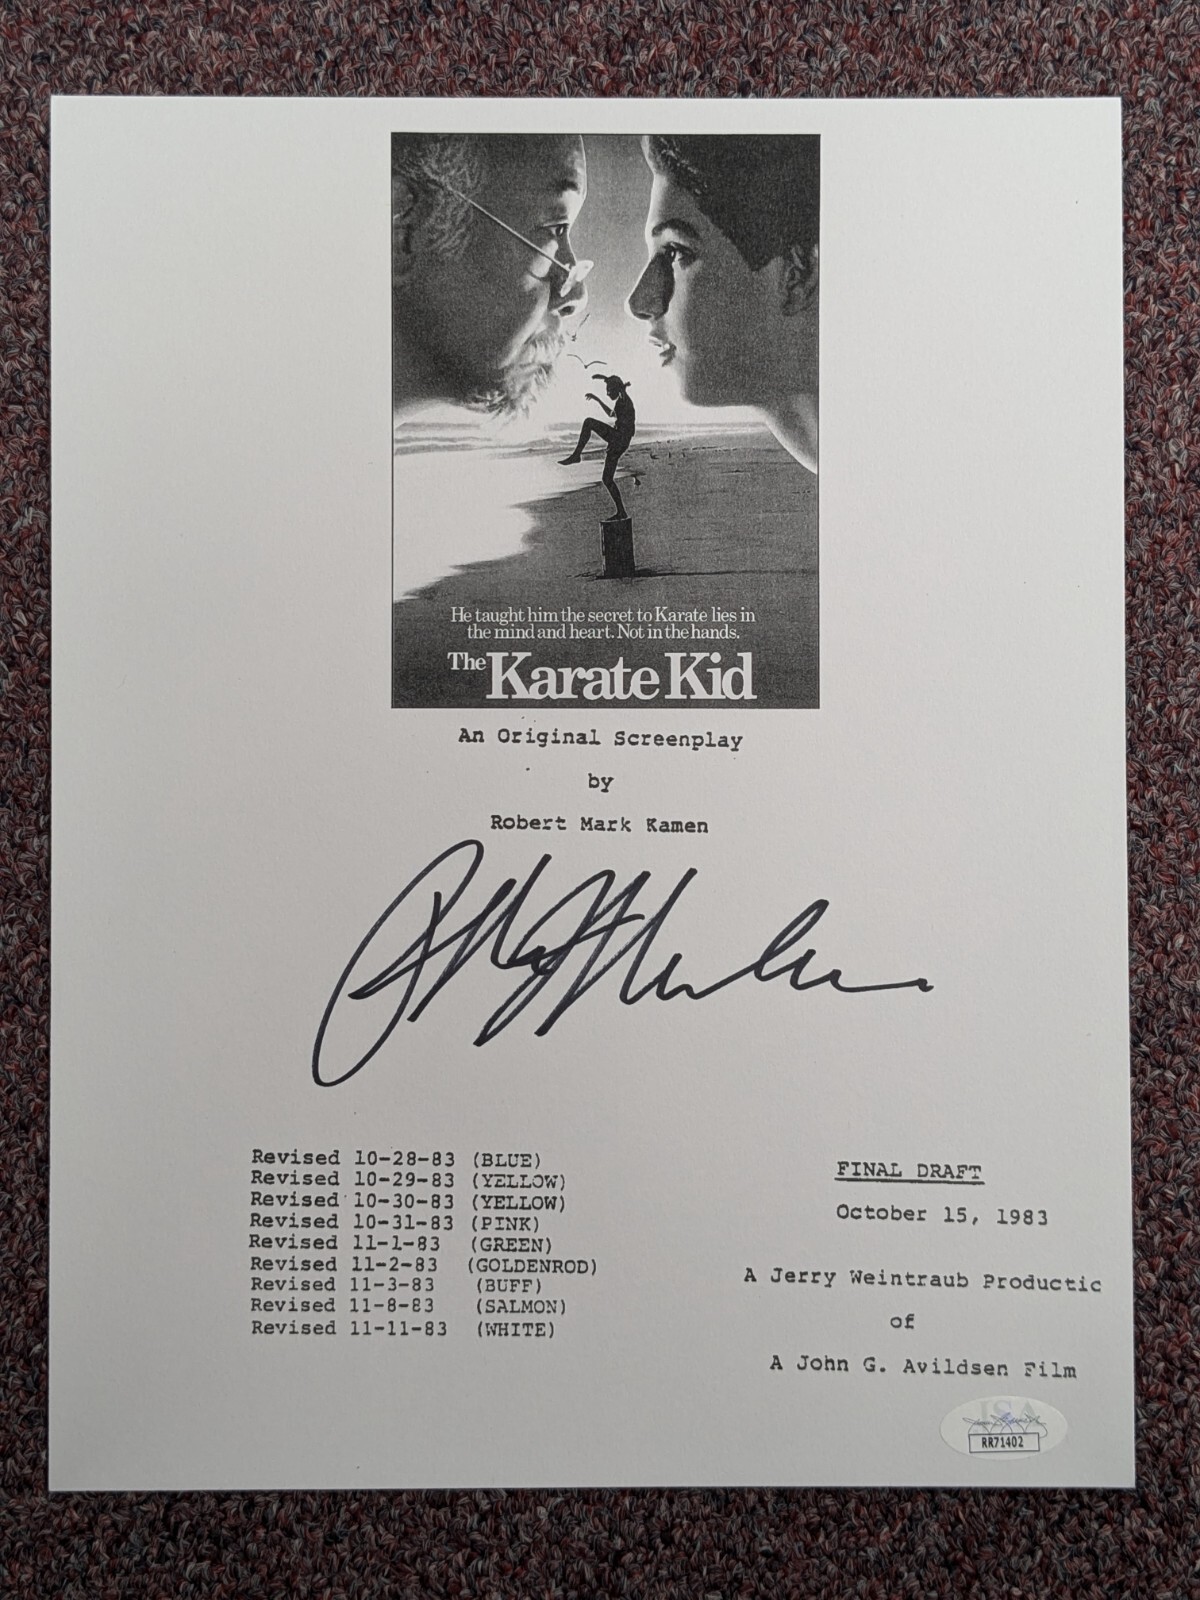 He taught him the secret to Karate lies in
the mind and heart. Not in the hands.
The Karate Kid
An Original Screenplay
by
Robert Mark Kamen
Revised 10-28-83 (BLUE)
Revised 10-29-83 (YELLOW)
Revised 10-30-83 (YELLOW)
Revised 10-31-83 (PINK)
Revised 11-1-83 (GREEN)
Revised 11-2-83 (GOLDENROD)
Revised 11-3-83 (BUFF)
Revised 11-8-83 (SALMON)
Revised 11-11-83 (WHITE)
FINAL DRAFT
October 15, 1983
A Jerry Weintraub Productic
of
A John G. Avildsen Film
JSA
RR71402